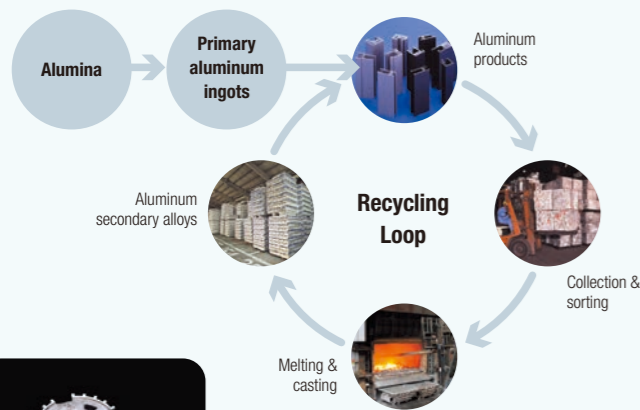 Alumina
Primary
aluminum
ingots
Aluminum
products
Aluminum
secondary alloys
Recycling
Loop
Collection &
sorting
Melting &
casting